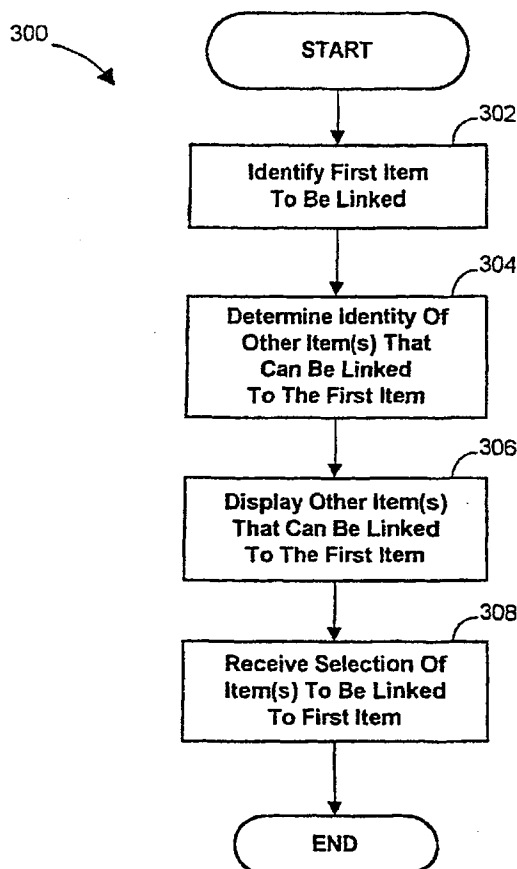 300
START
302
Identify First Item
To Be Linked
304
Determine Identity Of
Other Item(s) That
Can Be Linked
To The First Item
306
Display Other Item(s)
That Can Be Linked
To The First Item
308
Receive Selection Of
Item(s) To Be Linked
To First Item
END